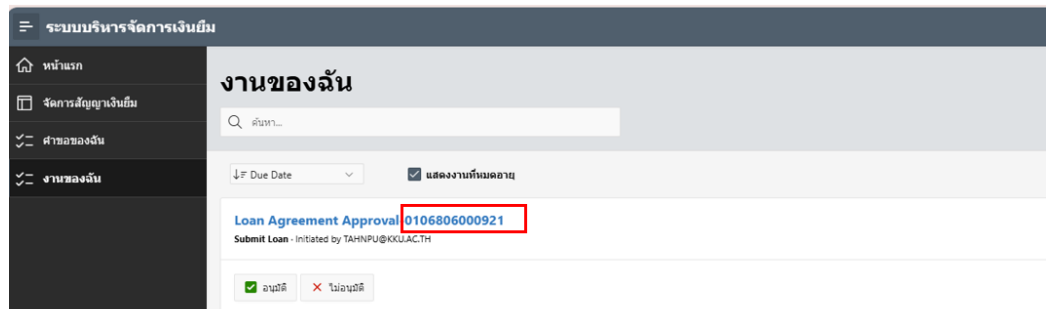 ระบบบริหารจัดการเงินยืม
หน้าแรก
จัดการสัญญาเงินยืม
คำขอของฉัน
งานของฉัน
งานของฉัน
ค้นหา...
Due Date
แสดงงานที่หมดอายุ
Loan Agreement Approval-0106806000921
Submit Loan - Initiated by TAHNPU@KKU.AC.TH
อนุมัติ ไม่อนุมัติ